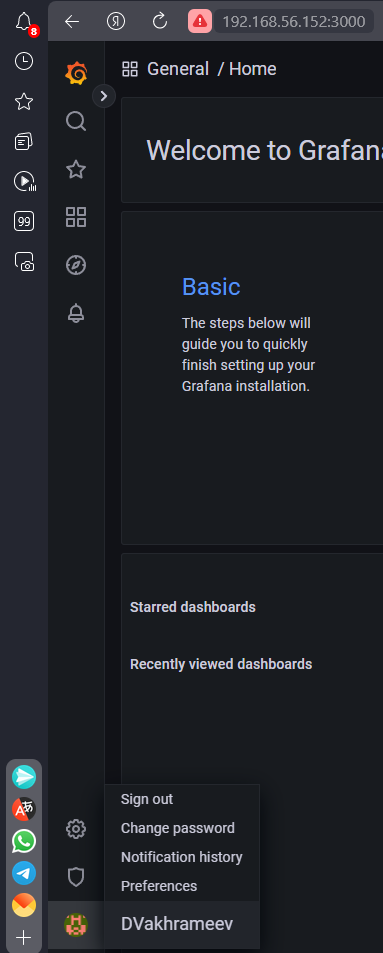 8
Я
192.168.56.152:3000
General / Home
99
Welcome to Grafana
Basic
The steps below will
guide you to quickly
finish setting up your
Grafana installation.
Starred dashboards
Recently viewed dashboards
Sign out
Change password
Notification history
Preferences
DVakhrameev